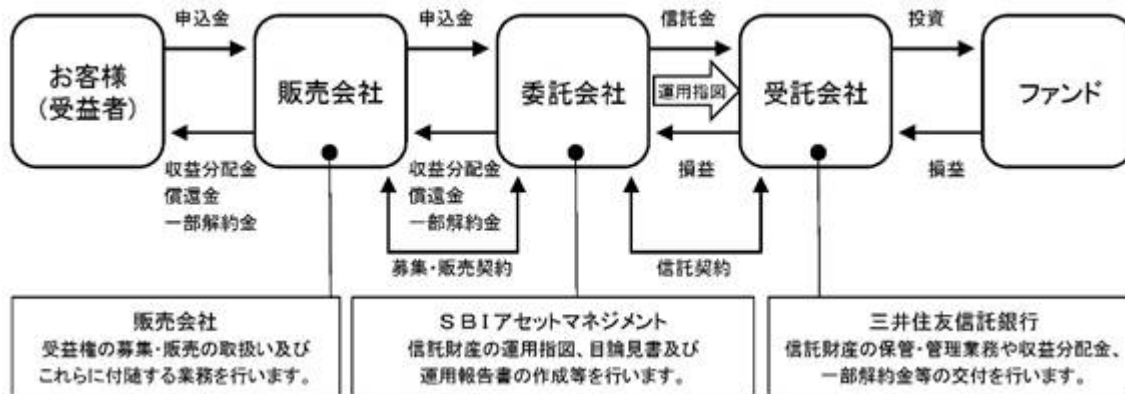 申込金
申込金
信託金
投資
お客様
(受益者)
販売会社
委託会社
運用指図
受託会社
ファンド
収益分配金
償還金
一部解約金
収益分配金
償還金
一部解約金
損益
損益
募集・販売契約
信託契約
販売会社
受益権の募集・販売の取扱い及び
これらに付随する業務を行います。
SBIアセットマネジメント
信託財産の運用指図、目論見書及び
運用報告書の作成等を行います。
三井住友信託銀行
信託財産の保管・管理業務や収益分配金、
一部解約金等の交付を行います。